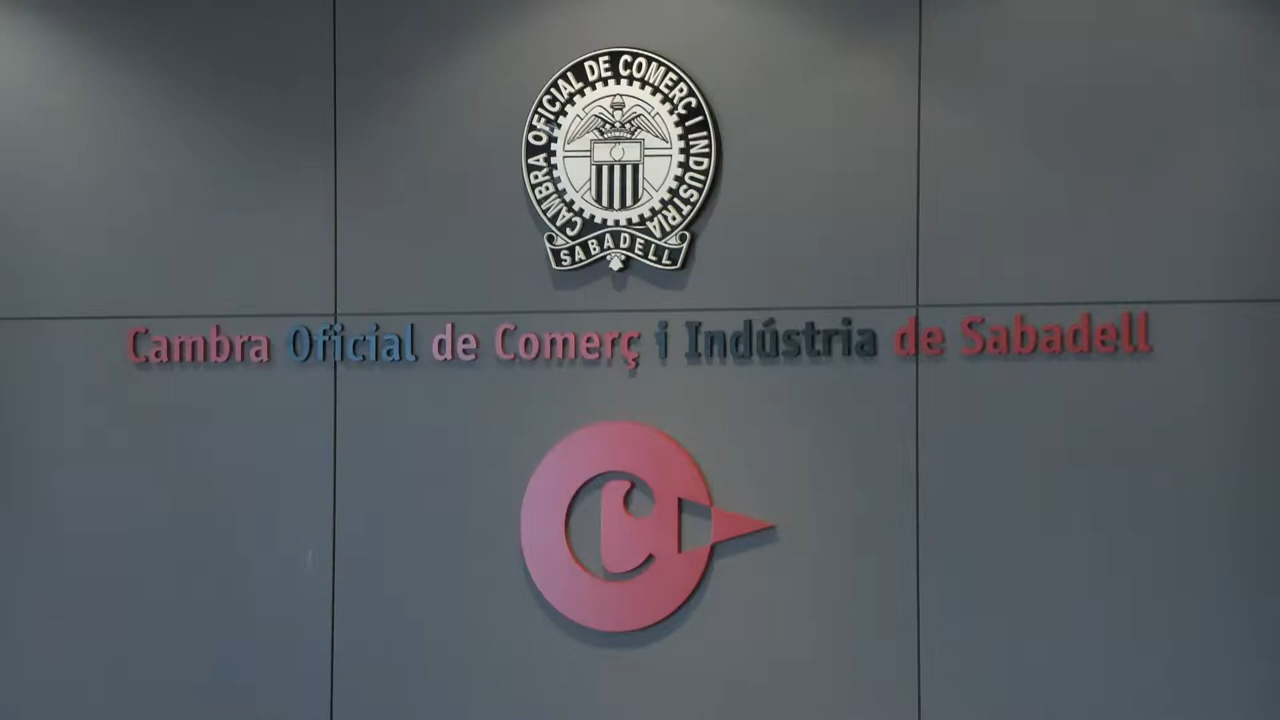 CAMBRA OFICIAL DE COMERÇ I INDUSTRIA
SABADELL
Cambra Oficial de Comerç i Indústria de Sabadell
C